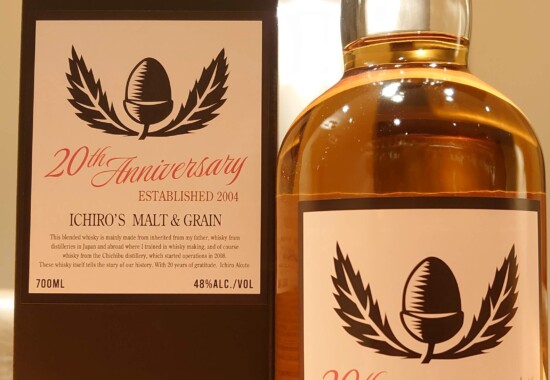 20th Anniversary
ESTABLISHED 2004
ICHIRO'S MALT & GRAIN
This blended whisky is mainly made from inherited from my father, whisky from
distilleries in Japan and abroad where I trained in whisky making, and of course
whisky from the Chichibu distillery, which started operations in 2008.
These whisky itself tells the story of our history. With 20 years of gratitude. Ichiro Akuto
700ML 48%ALC./VOL
20th